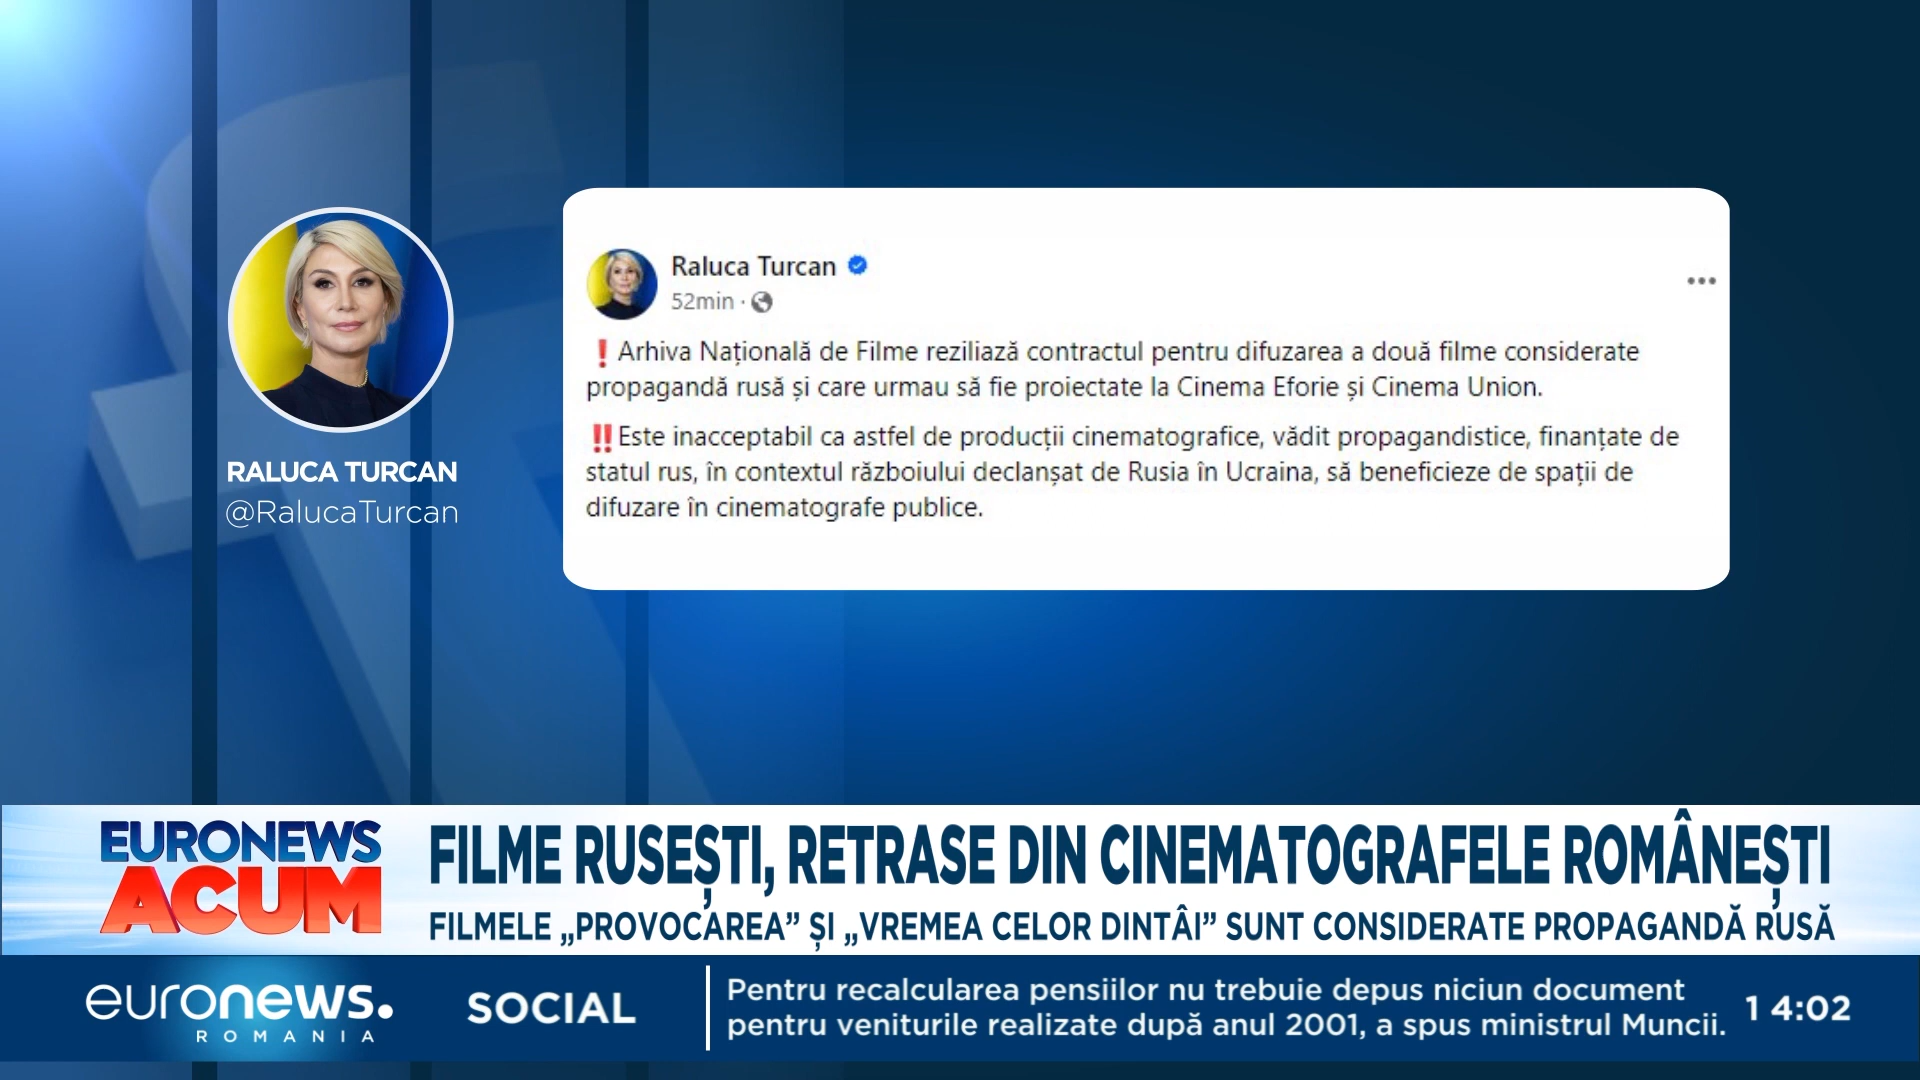 Raluca Turcan
52min ·
❗Arhiva Națională de Filme reziliază contractul pentru difuzarea a două filme considerate
propagandă rusă și care urmau să fie proiectate la Cinema Eforie și Cinema Union.
‼Este inacceptabil ca astfel de producții cinematografice, vădit propagandistice, finanțate de
statul rus, în contextul războiului declanșat de Rusia în Ucraina, să beneficieze de spații de
difuzare în cinematografe publice.
RALUCA TURCAN
@RalucaTurcan
EURONEWS
ACUM
FILME RUSEȘTI, RETRASE DIN CINEMATOGRAFELE ROMÂNEȘTI
FILMELE „PROVOCAREA” ȘI „VREMEA CELOR DINTÂI” SUNT CONSIDERATE PROPAGANDĂ RUSĂ
euronews.
ROMANIA
SOCIAL
Pentru recalcularea pensiilor nu trebuie depus niciun document
pentru veniturile realizate după anul 2001, a spus ministrul Muncii.
14:02